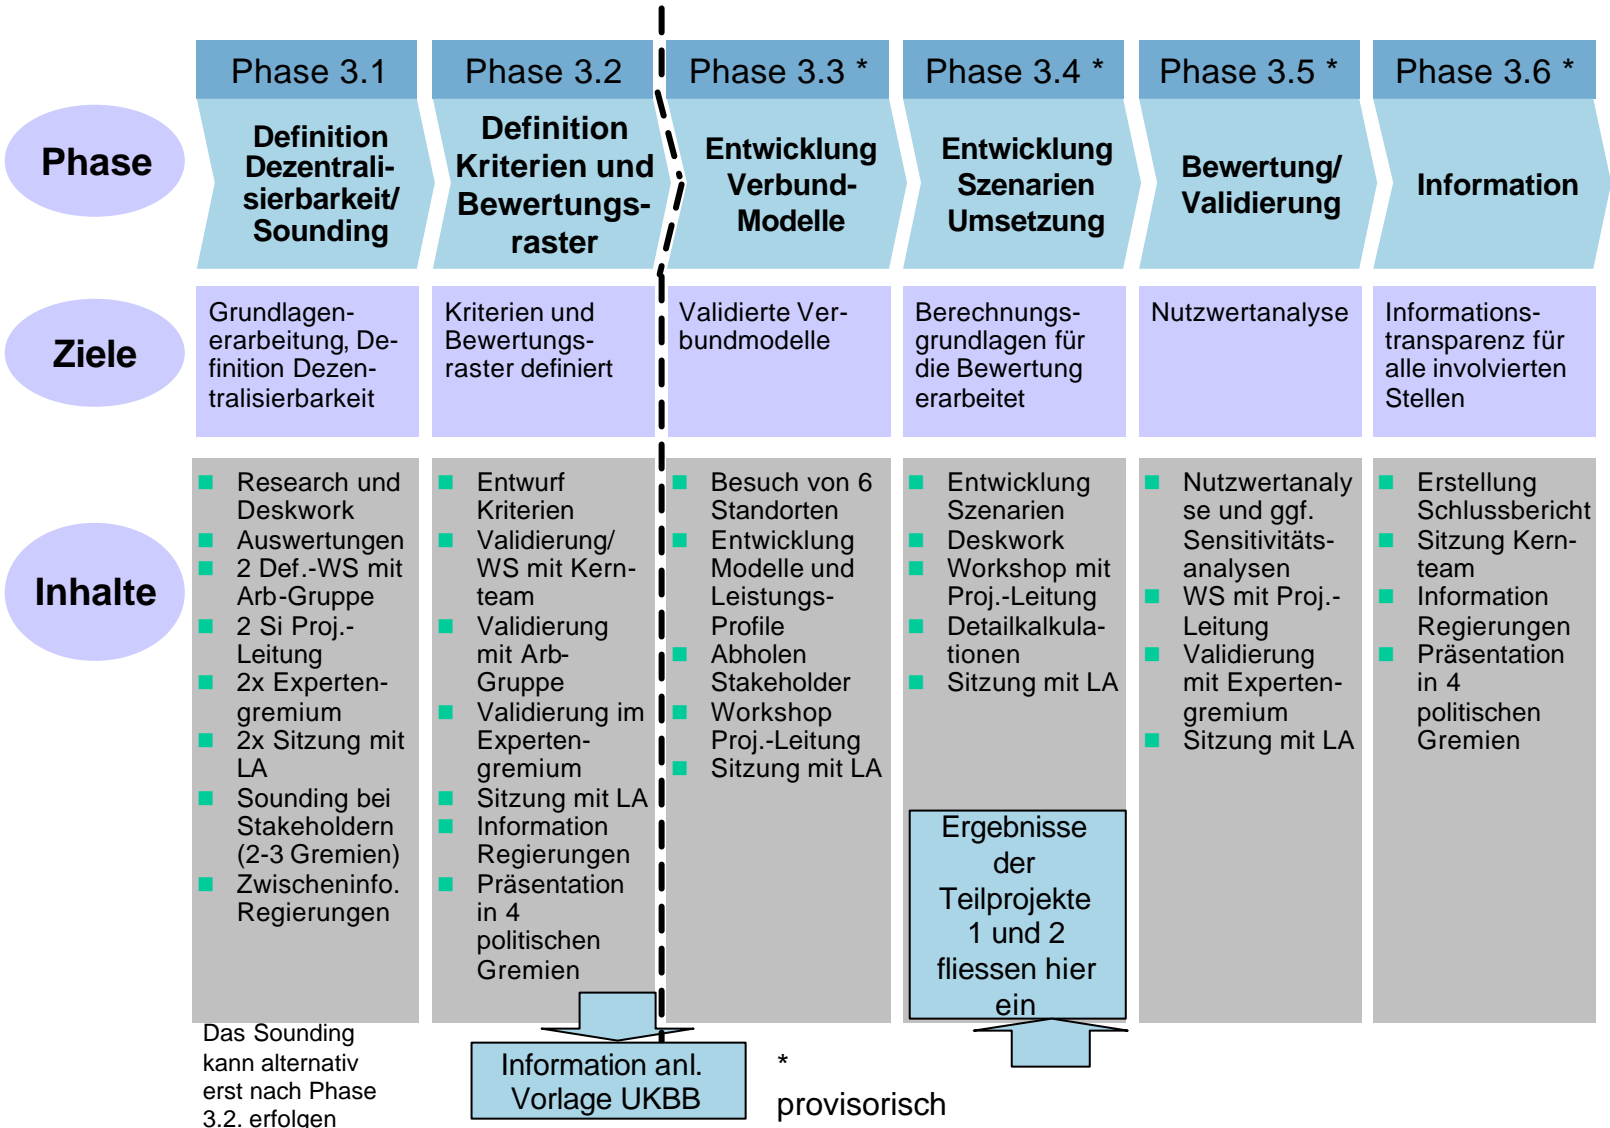 Phase 3.1
Phase 3.2
Phase 3.3 *
Phase 3.4 *
Phase 3.5 *
Phase 3.6 *
Phase
Definition
Dezentrali-
sierbarkeit/
Sounding
Definition
Kriterien und
Bewertungs-
raster
Entwicklung
Verbund-
Modelle
Entwicklung
Szenarien
Umsetzung
Bewertung/
Validierung
Information
Ziele
Grundlagen-
erarbeitung, De-
finition Dezen-
tralisierbarkeit
Kriterien und
Bewertungs-
raster definiert
Validierte Ver-
bundmodelle
Berechnungs-
grundlagen für
die Bewertung
erarbeitet
Nutzwertanalyse
Informations-
transparenz für
alle involvierten
Stellen
Inhalte
Research und
Deskwork
Auswertungen
2 Def.-WS mit
Arb-Gruppe
2 Si Proj.-
Leitung
2x Experten-
gremium
2x Sitzung mit
LA
Sounding bei
Stakeholdern
(2-3 Gremien)
Zwischeninfo.
Regierungen
Entwurf
Kriterien
Validierung/
WS mit Kern-
team
Validierung
mit Arb-
Gruppe
Validierung im
Experten-
gremium
Sitzung mit LA
Information
Regierungen
Präsentation
in 4
politischen
Gremien
Besuch von 6
Standorten
Entwicklung
Modelle und
Leistungs-
Profile
Abholen
Stakeholder
Workshop
Proj.-Leitung
Sitzung mit LA
Entwicklung
Szenarien
Deskwork
Workshop mit
Proj.-Leitung
Detailkalkula-
tionen
Sitzung mit LA
Ergebnisse
der
Teilprojekte
1 und 2
fliessen hier
ein
Nutzwertanaly
se und ggf.
Sensitivitäts-
analysen
WS mit Proj.-
Leitung
Validierung
mit Experten-
gremium
Sitzung mit LA
Erstellung
Schlussbericht
Sitzung Kern-
team
Information
Regierungen
Präsentation
in 4
politischen
Gremien
Das Sounding
kann alternativ
erst nach Phase
3.2. erfolgen
Information anl.
Vorlage UKBB
*
provisorisch